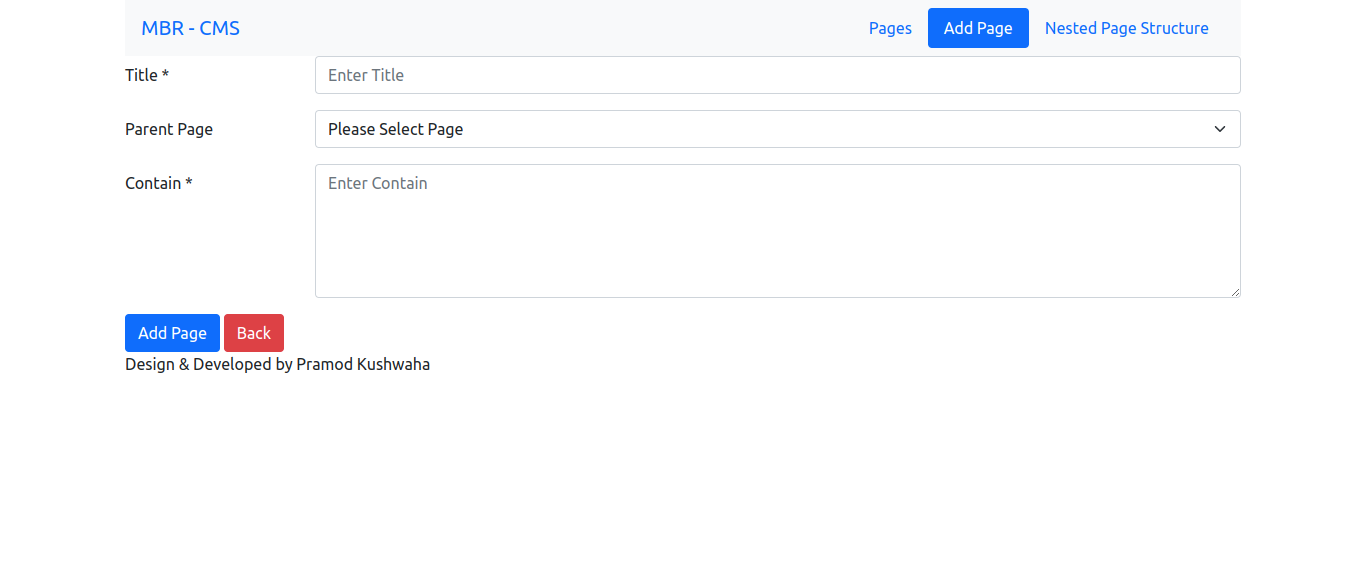 MBR - CMS Pages Add Page Nested Page Structure
Title * Enter Title
Parent Page Please Select Page
Contain * Enter Contain
Add Page Back
Design & Developed by Pramod Kushwaha